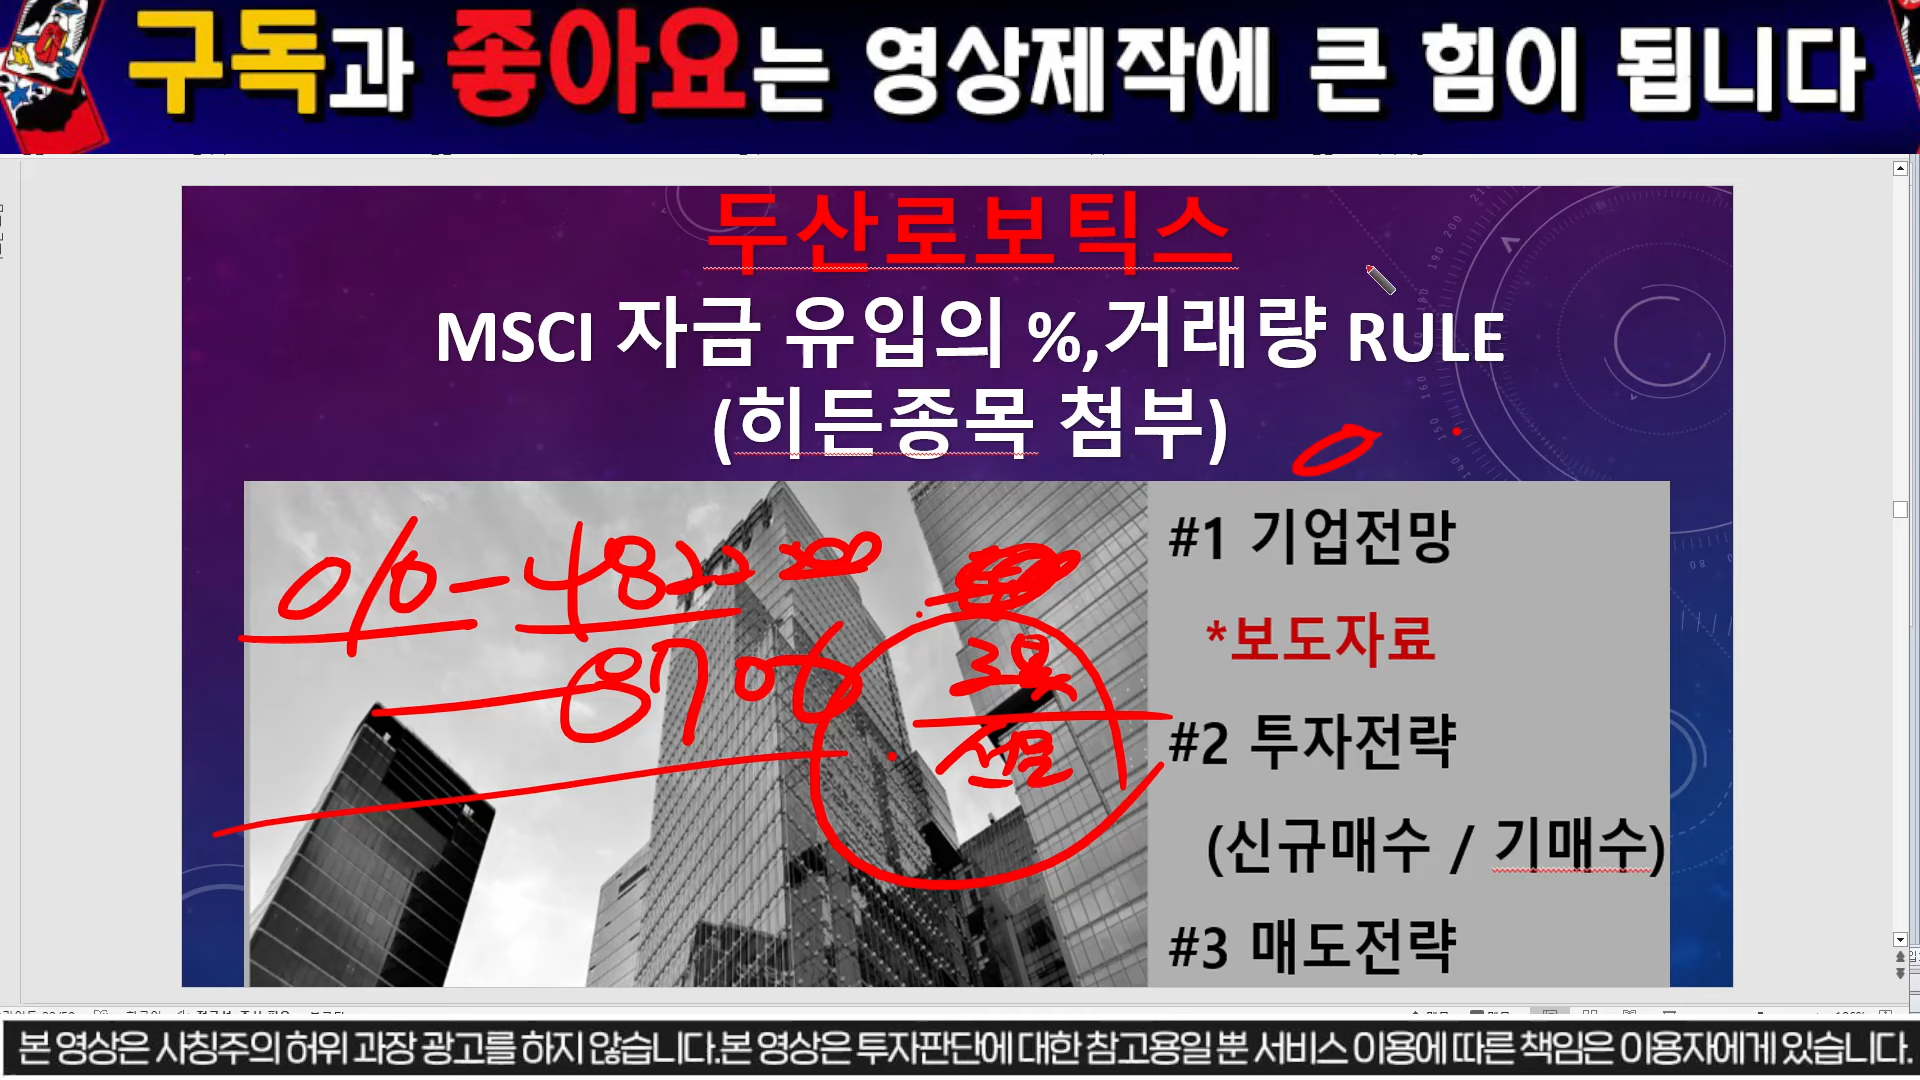 구독과 좋아요는 영상제작에 큰 힘이 됩니다
두산로보틱스
MSCI 자금 유입의 %,거래량 RULE
(히든종목 첨부)
#1 기업전망
*보도자료
#2 투자전략
(신규매수 / 기매수)
#3 매도전략
010-4822
8706
선물
본 영상은 사칭주의 허위 과장 광고를 하지 않습니다.본 영상은 투자판단에 대한 참고용일 뿐 서비스 이용에 따른 책임은 이용자에게 있습니다.